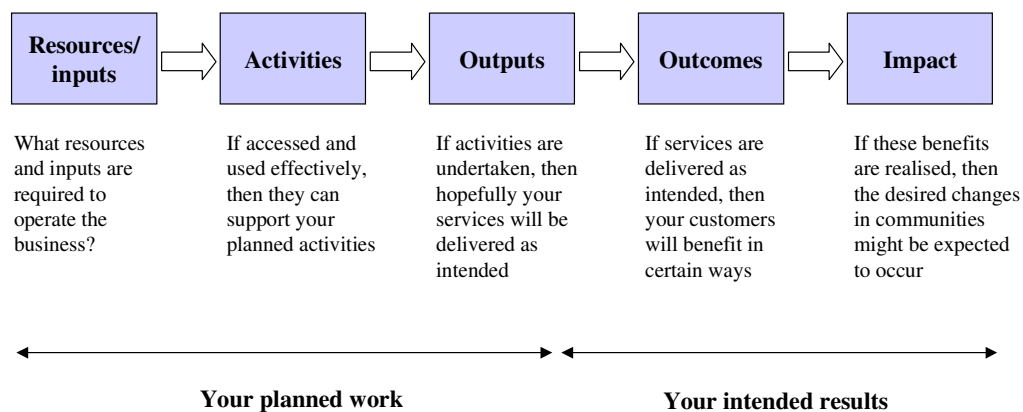 Resources/
inputs
Activities
Outputs
Outcomes
Impact
What resources
and inputs are
required to
operate the
business?
If accessed and
used effectively,
then they can
support your
planned activities
If activities are
undertaken, then
hopefully your
services will be
delivered as
intended
If services are
delivered as
intended, then
your customers
will benefit in
certain ways
If these benefits
are realised, then
the desired changes
in communities
might be expected
to occur
Your planned work
Your intended results